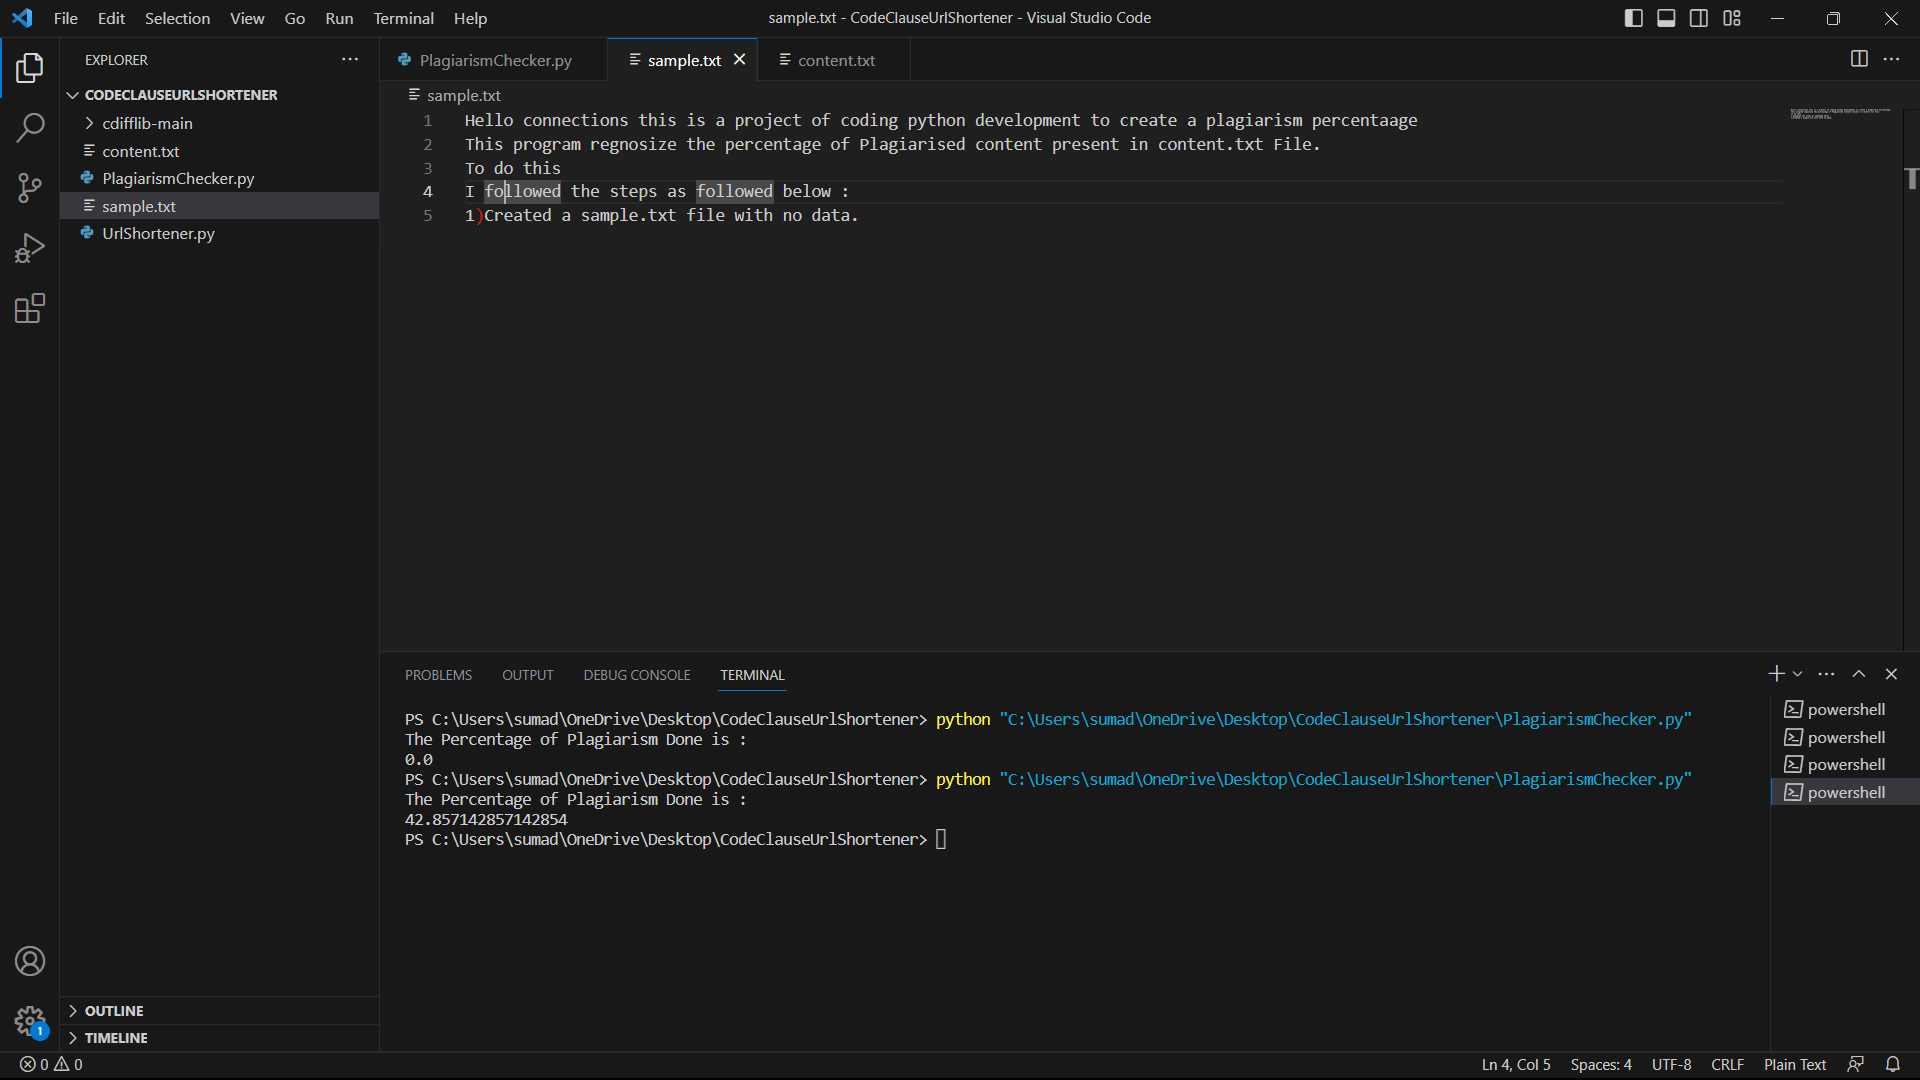 File Edit Selection View Go Run Terminal Help
sample.txt - CodeClauseUrlShortener - Visual Studio Code
EXPLORER
CODECLAUSEURLSHORTENER
cdifflib-main
content.txt
PlagiarismChecker.py
sample.txt
UrlShortener.py
OUTLINE
TIMELINE
1
PlagiarismChecker.py
sample.txt
content.txt
sample.txt
1 Hello connections this is a project of coding python development to create a plagiarism percentaage
2 This program regnosize the percentage of Plagiarised content present in content.txt File.
3 To do this
4 I followed the steps as followed below :
5 1)Created a sample.txt file with no data.
PROBLEMS OUTPUT DEBUG CONSOLE TERMINAL
PS C:\Users\sumad\OneDrive\Desktop\CodeClauseUrlShortener> python "C:\Users\sumad\OneDrive\Desktop\CodeClauseUrlShortener\PlagiarismChecker.py"
The Percentage of Plagiarism Done is :
0.0
PS C:\Users\sumad\OneDrive\Desktop\CodeClauseUrlShortener> python "C:\Users\sumad\OneDrive\Desktop\CodeClauseUrlShortener\PlagiarismChecker.py"
The Percentage of Plagiarism Done is :
42.857142857142854
PS C:\Users\sumad\OneDrive\Desktop\CodeClauseUrlShortener>
powershell
powershell
powershell
powershell
0 0
Ln 4, Col 5 Spaces: 4 UTF-8 CRLF Plain Text